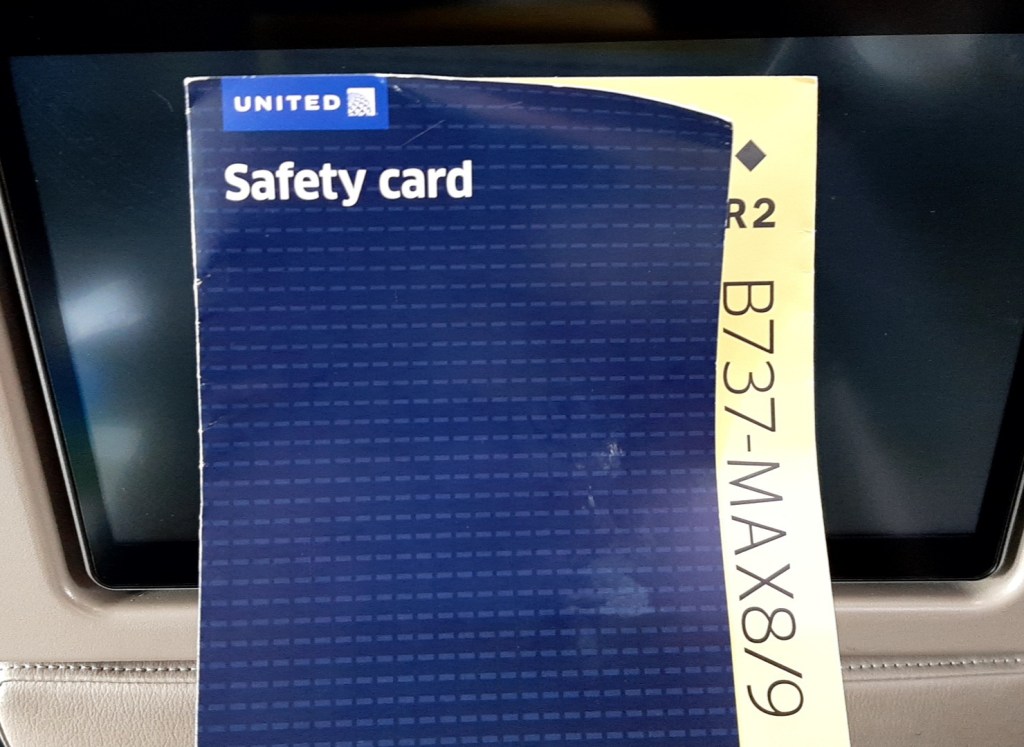 UNITED
Safety card
R2
B737-MAX8/9